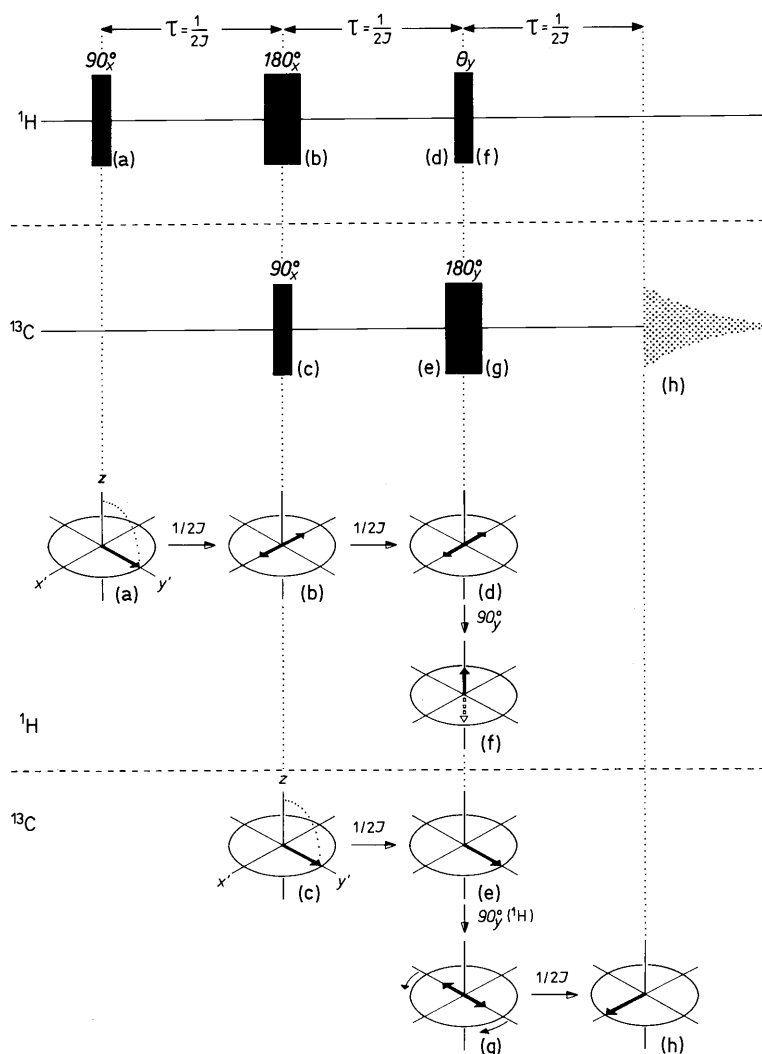 τ = 1/2J τ = 1/2J τ = 1/2J
90°x 180°x θy
¹H
(a) (b) (d) (f)
90°x 180°y
¹³C
(c) (e) (g) (h)
z
1/2J 1/2J
x' y'
(a) (b) (d)
90°y
(f)
¹H
¹³C
z
1/2J
x' y'
(c) (e)
90°y (¹H)
1/2J
(g) (h)